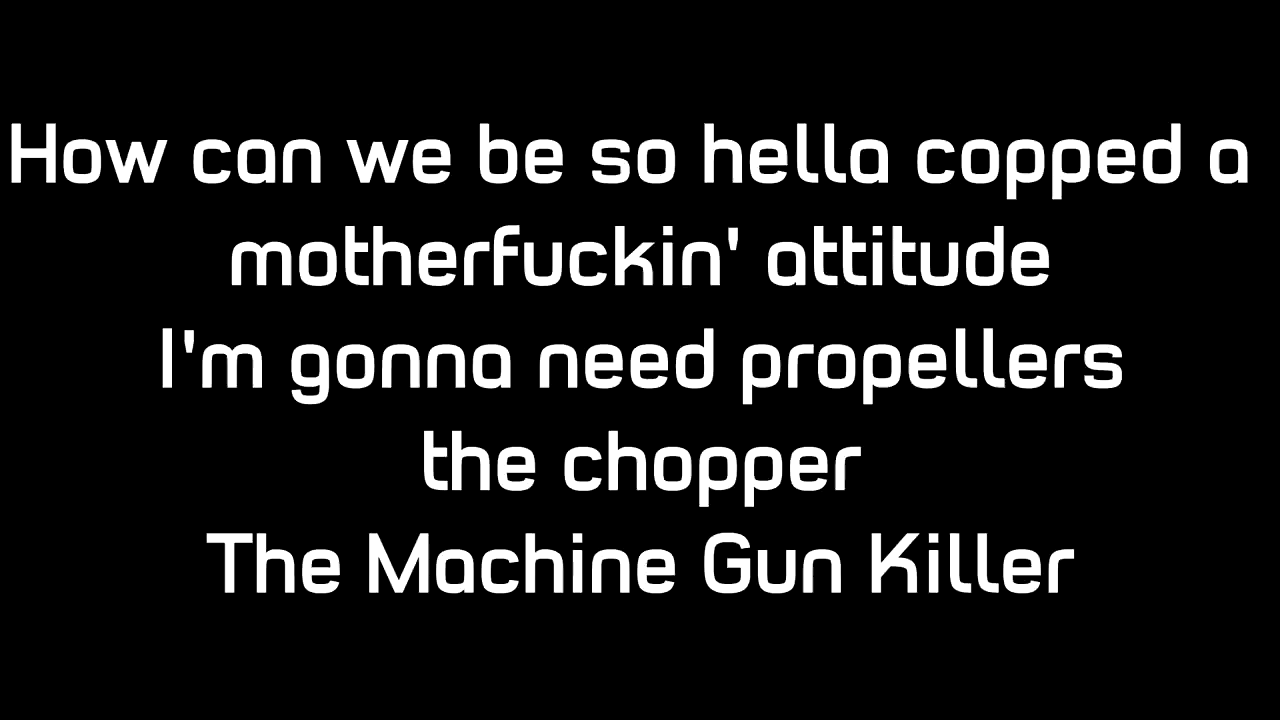 How can we be so hella copped a
motherfuckin' attitude
I'm gonna need propellers
the chopper
The Machine Gun Killer